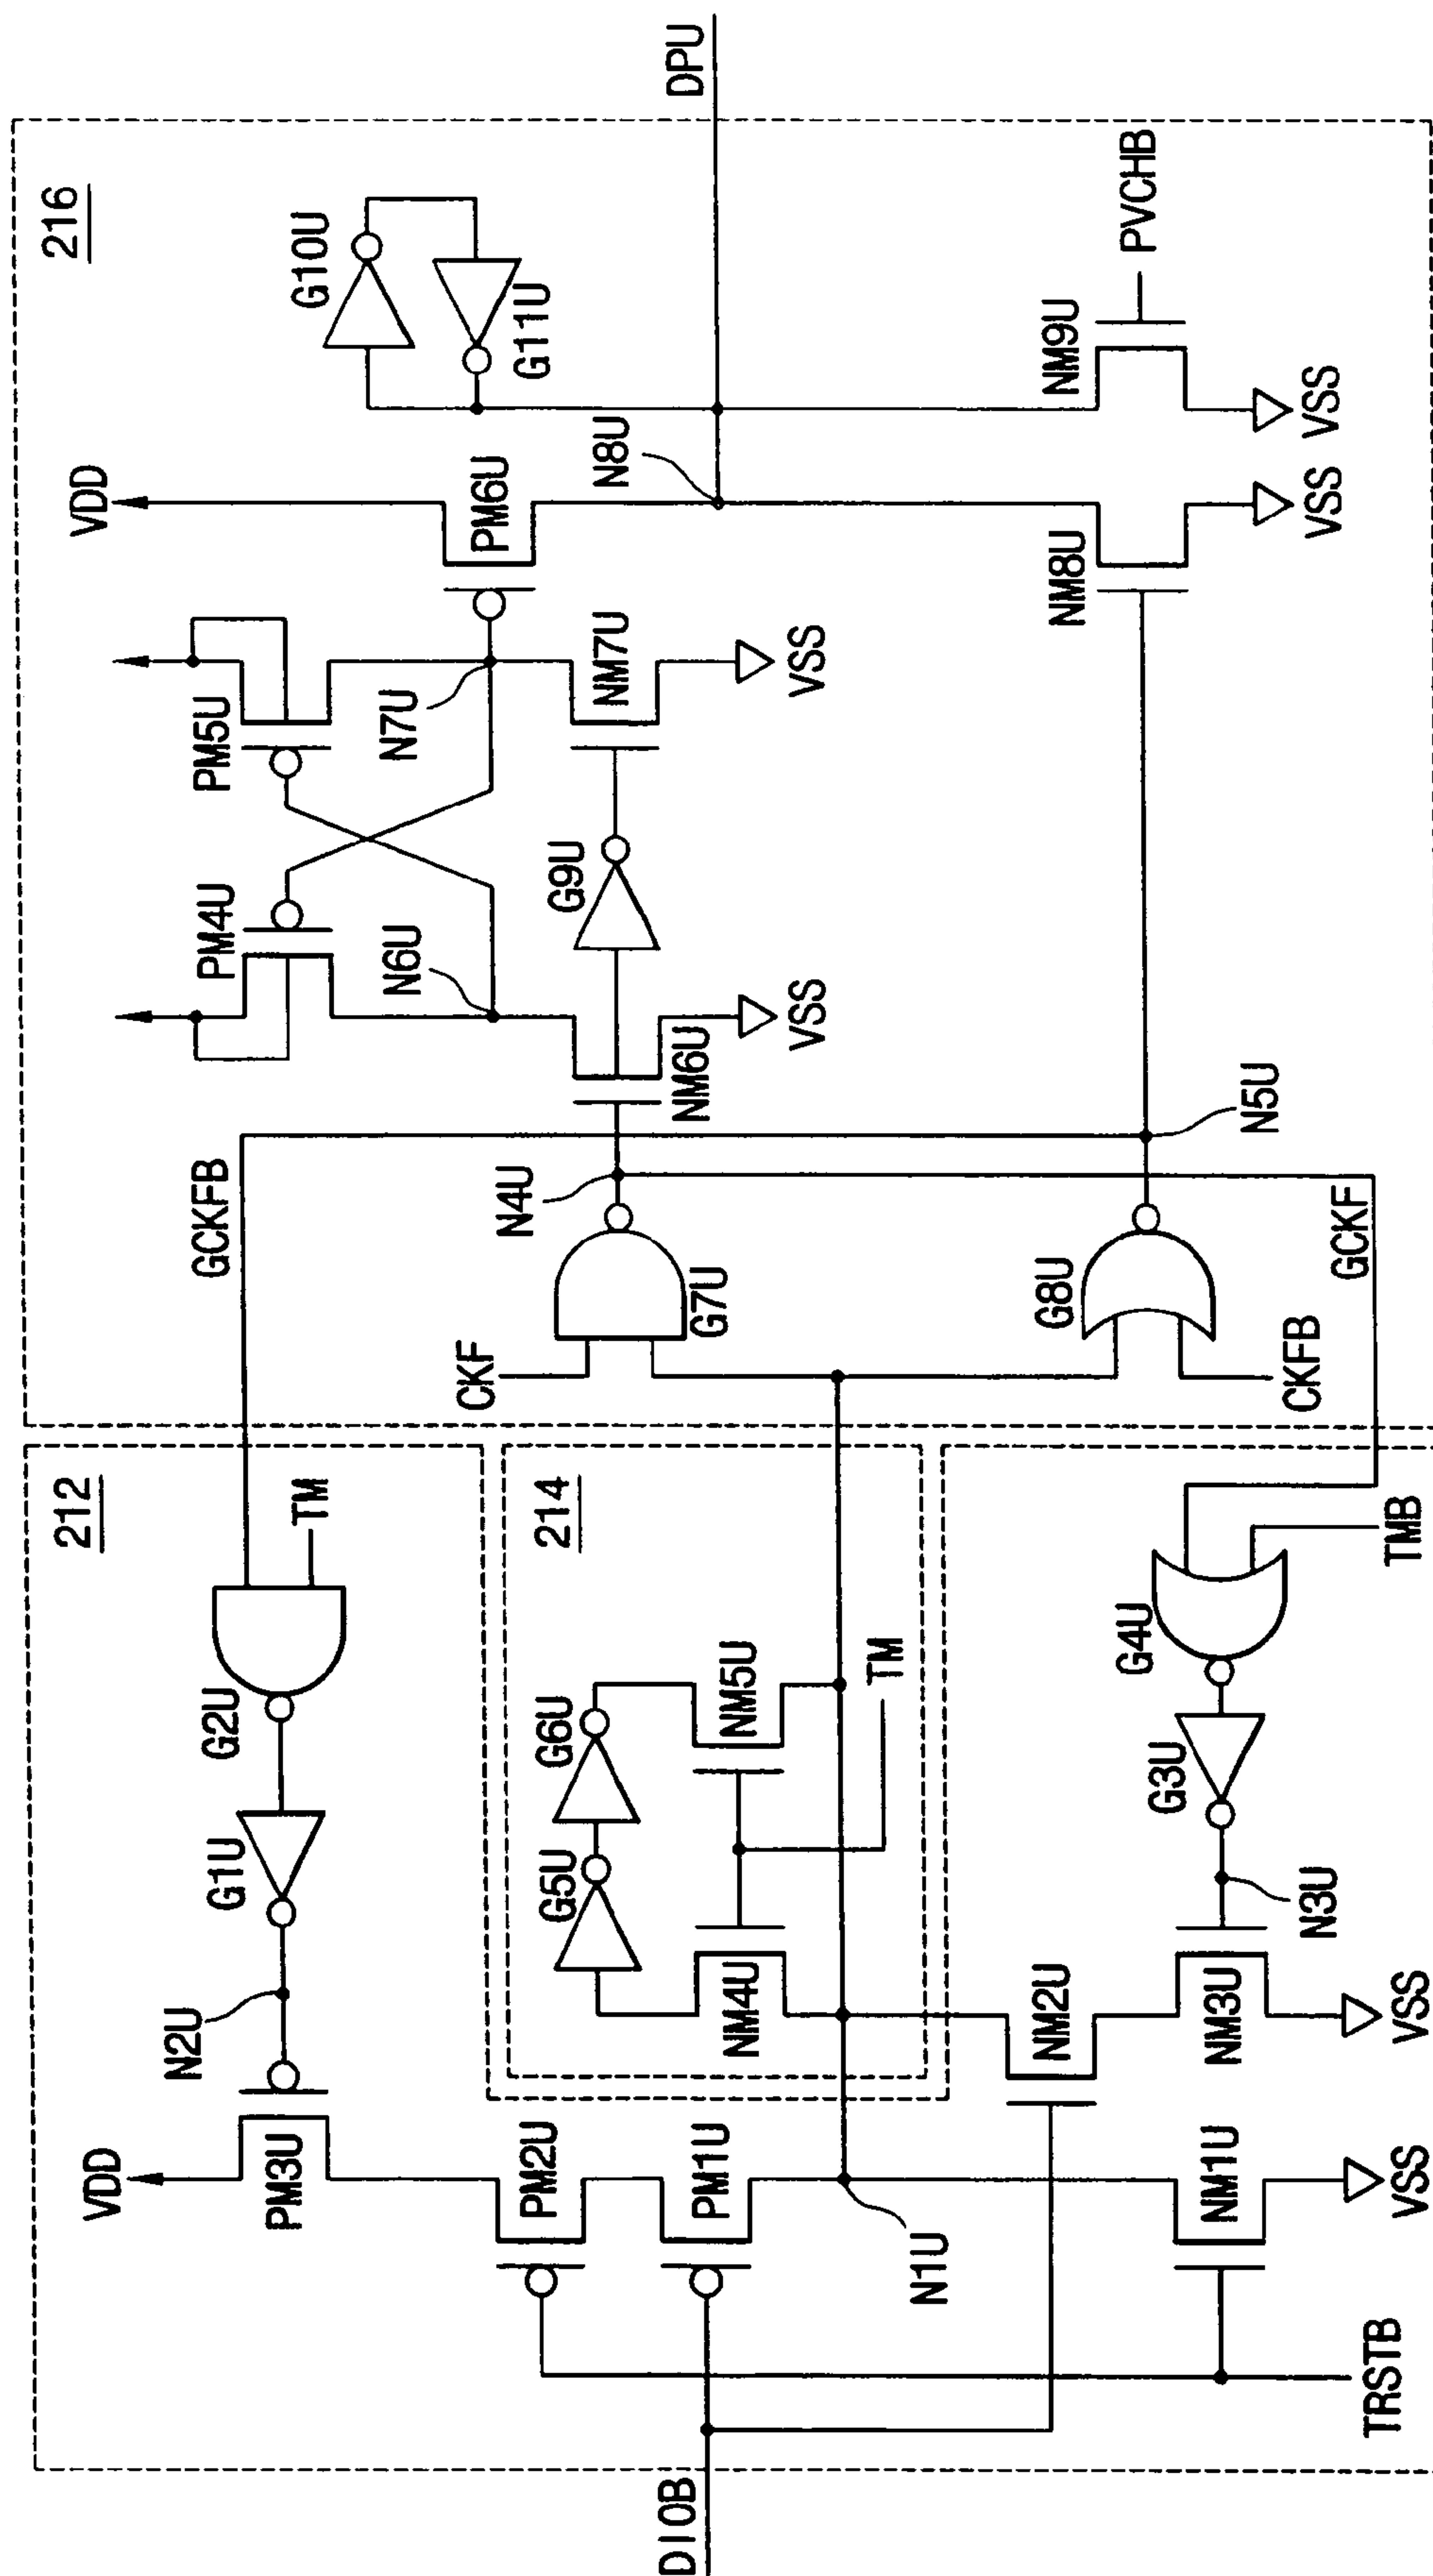 212
VDD
PM3U
N2U
G1U
G2U
TM
GCKFB
PM2U
PM1U
N1U
DIOB
TRSTB
NM1U
VSS
214
G5U
G6U
NM4U
NM5U
TM
NM2U
NM3U
VSS
N3U
G3U
G4U
TMB
GCKF
216
CKF
G7U
N4U
G8U
CKFB
N5U
PM4U
PM5U
N6U
N7U
NM6U
VSS
G9U
NM7U
VSS
VDD
PM6U
N8U
G10U
G11U
DPU
NM8U
VSS
NM9U
VSS
PVCHB